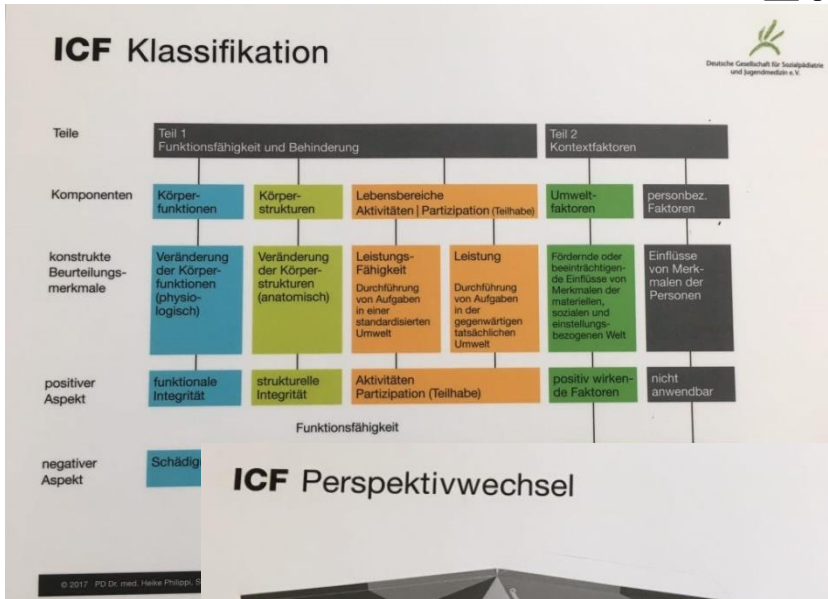 ICF Klassifikation
Deutsche Gesellschaft für Sozialpädiatrie
und Jugendmedizin e.V.
Teile
Teil 1
Funktionsfähigkeit und Behinderung
Teil 2
Kontextfaktoren
Komponenten
Körper-
funktionen
Körper-
strukturen
Lebensbereiche
Aktivitäten | Partizipation (Teilhabe)
Umwelt-
faktoren
personbez.
Faktoren
konstrukte
Beurteilungs-
merkmale
Veränderung
der Körper-
funktionen
(physio-
logisch)
Veränderung
der Körper-
strukturen
(anatomisch)
Leistungs-
Fähigkeit
Durchführung
von Aufgaben
in einer
standardisierten
Umwelt
Leistung
Durchführung
von Aufgaben
in der
gegenwärtigen
tatsächlichen
Umwelt
Fördernde oder
beeinträchtigen-
de Einflüsse von
Merkmalen der
materiellen,
sozialen und
einstellungs-
bezogenen Welt
Einflüsse
von Merk-
malen der
Personen
positiver
Aspekt
funktionale
Integrität
strukturelle
Integrität
Aktivitäten
Partizipation (Teilhabe)
positiv wirken-
de Faktoren
nicht
anwendbar
Funktionsfähigkeit
negativer
Aspekt
ICF Perspektivwechsel
© 2017 PD Dr. med. Heike Philippi,